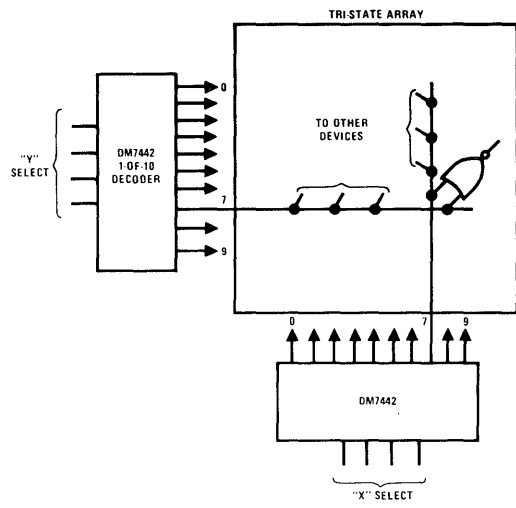 TRI-STATE ARRAY
0
TO OTHER
DEVICES
"Y"
SELECT
DM7442
1-OF-10
DECODER
7
9
0
7
9
DM7442
"X" SELECT